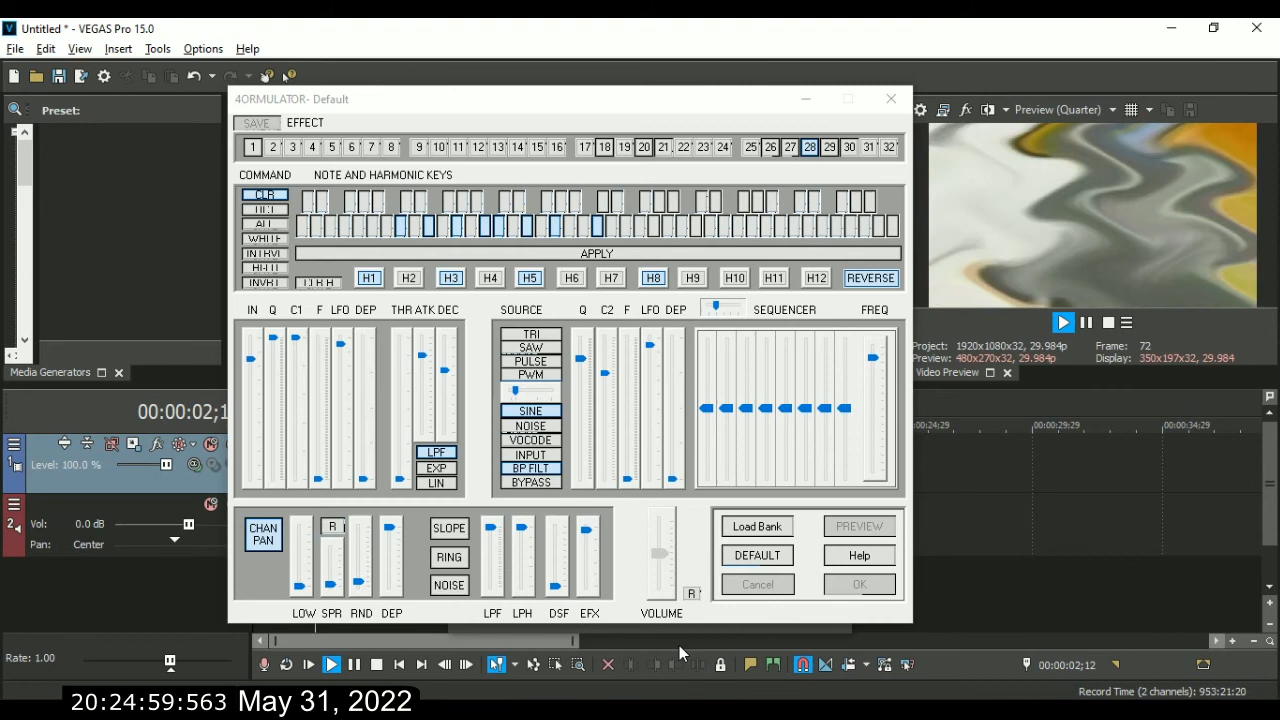 Untitled * - VEGAS Pro 15.0
File Edit View Insert Tools Options Help
Preset:
4ORMULATOR- Default
Preview (Quarter)
SAVE EFFECT
1 2 3 4 5 6 7 8 9 10 11 12 13 14 15 16 17 18 19 20 21 22 23 24 25 26 27 28 29 30 31 32
COMMAND NOTE AND HARMONIC KEYS
CLR
ALL
WHITE
INTRVL
INVRT
APPLY
H1 H2 H3 H4 H5 H6 H7 H8 H9 H10 H11 H12 REVERSE
IN Q C1 F LFO DEP THR ATK DEC SOURCE Q C2 F LFO DEP SEQUENCER FREQ
TRI
SAW
PULSE
PWM
SINE
NOISE
VOCODE
INPUT
BP FILT
BYPASS
LPF
EXP
LIN
Project: 1920x1080x32, 29.984p Frame: 72
Preview: 480x270x32, 29.984p Display: 350x197x32, 29.984
Media Generators
Video Preview
00:00:02;1
:00:24;29 00:00:29;29 00:00:34;29
1
Level: 100.0 %
2
Vol: 0.0 dB
Pan: Center
CHAN PAN
R
SLOPE
RING
NOISE
LOW SPR RND DEP LPF LPH DSF EFX VOLUME
R
Load Bank PREVIEW
DEFAULT Help
Cancel OK
Rate: 1.00
00:00:02;12
Record Time (2 channels): 953:21:20
20:24:59:563 May 31, 2022